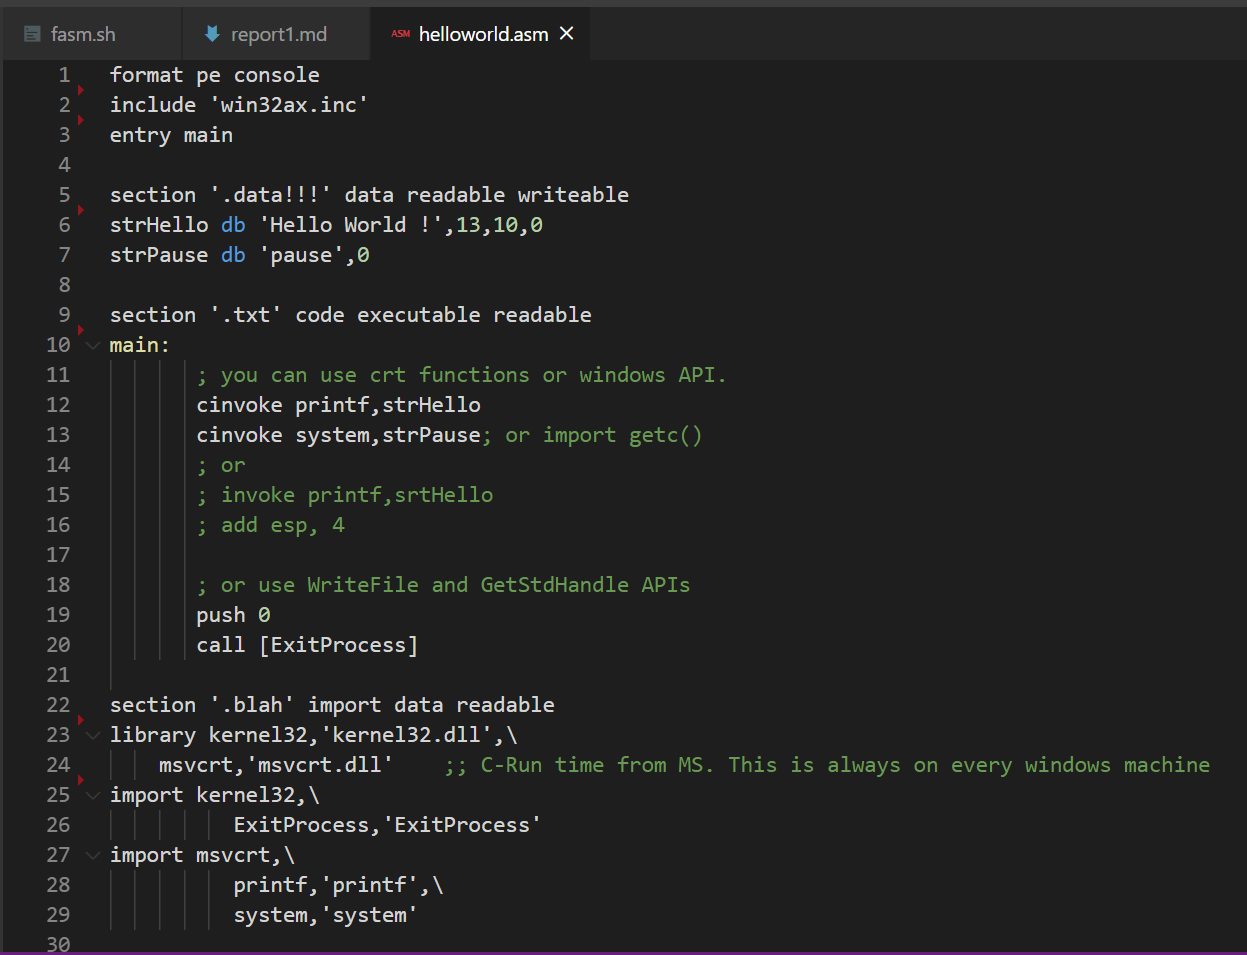 fasm.sh report1.md ASM helloworld.asm ×
1 format pe console
2 include 'win32ax.inc'
3 entry main
4
5 section '.data!!!' data readable writeable
6 strHello db 'Hello World !',13,10,0
7 strPause db 'pause',0
8
9 section '.txt' code executable readable
10 main:
11 ; you can use crt functions or windows API.
12 cinvoke printf,strHello
13 cinvoke system,strPause; or import getc()
14 ; or
15 ; invoke printf,srtHello
16 ; add esp, 4
17
18 ; or use WriteFile and GetStdHandle APIs
19 push 0
20 call [ExitProcess]
21
22 section '.blah' import data readable
23 library kernel32,'kernel32.dll',\
24 msvcrt,'msvcrt.dll' ;; C-Run time from MS. This is always on every windows machine
25 import kernel32,\
26 ExitProcess,'ExitProcess'
27 import msvcrt,\
28 printf,'printf',\
29 system,'system'
30